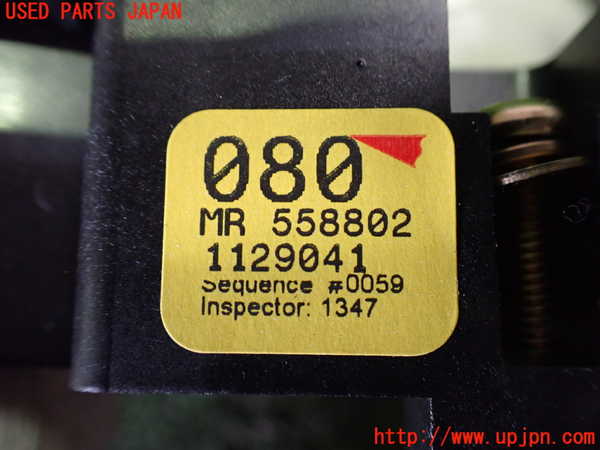 USED PARTS JAPAN
080
MR 558802
1129041
Sequence #0059
Inspector: 1347
http://www.upjpn.com/